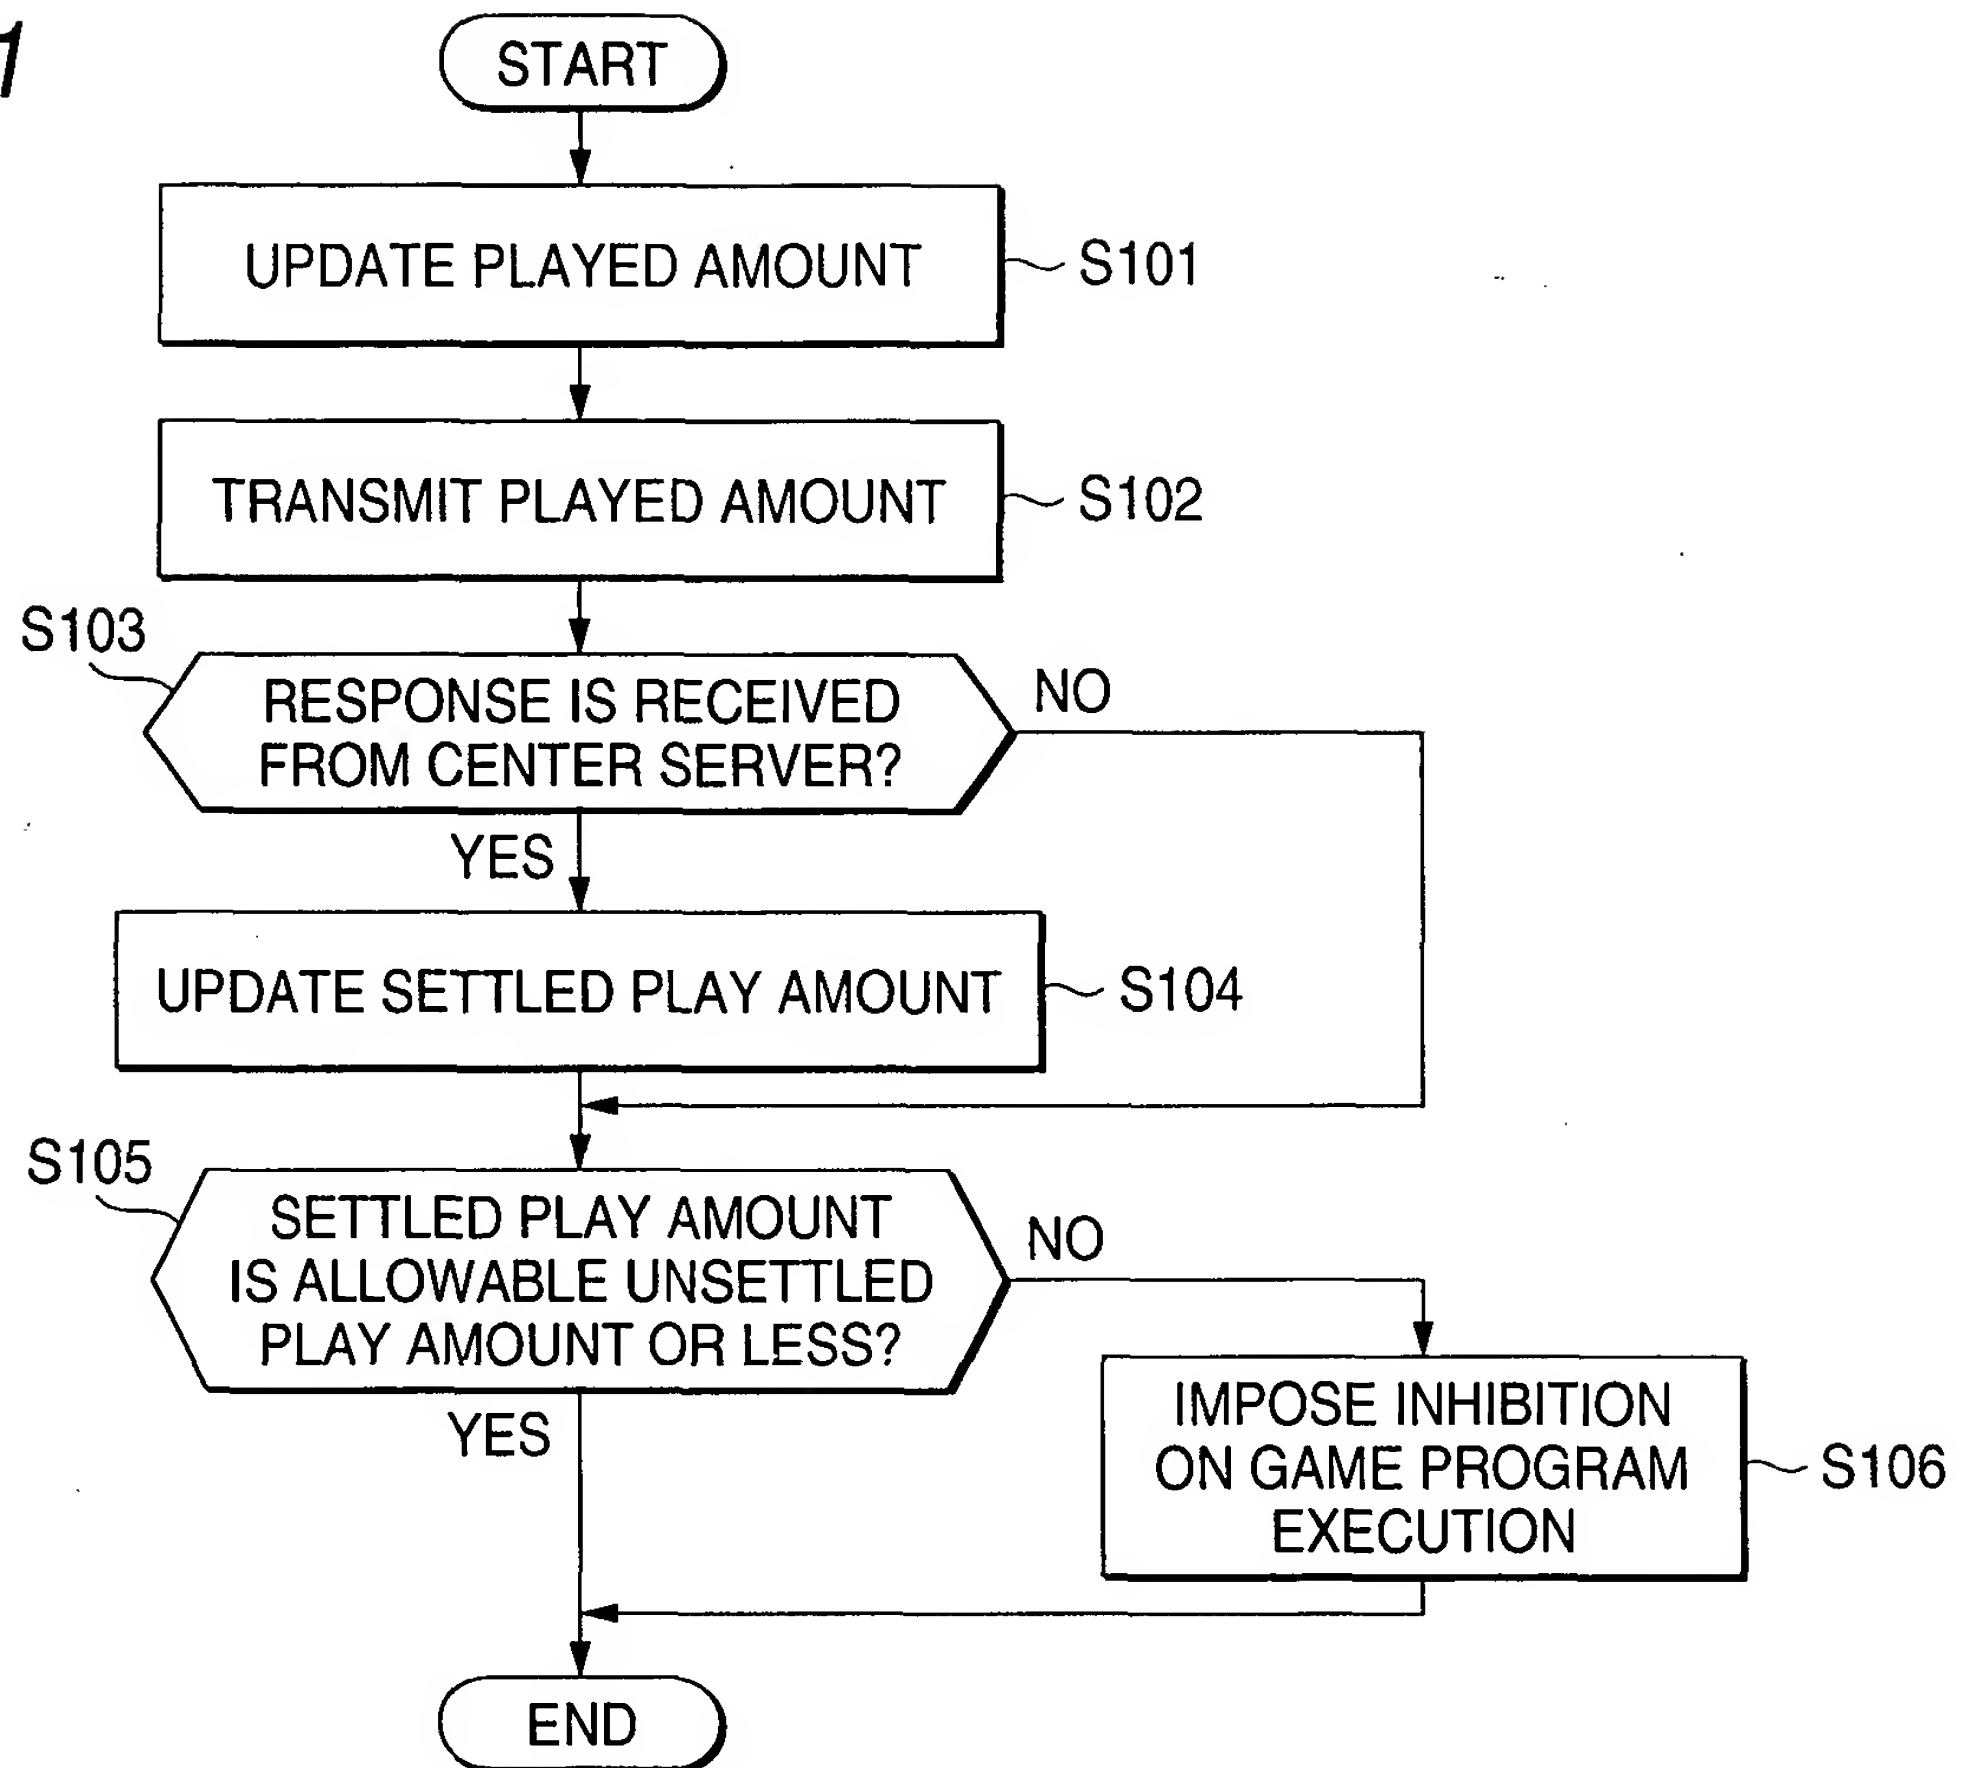 1
START
UPDATE PLAYED AMOUNT
S101
TRANSMIT PLAYED AMOUNT
S102
S103
RESPONSE IS RECEIVED
FROM CENTER SERVER?
NO
YES
UPDATE SETTLED PLAY AMOUNT
S104
S105
SETTLED PLAY AMOUNT
IS ALLOWABLE UNSETTLED
PLAY AMOUNT OR LESS?
NO
YES
IMPOSE INHIBITION
ON GAME PROGRAM
EXECUTION
S106
END